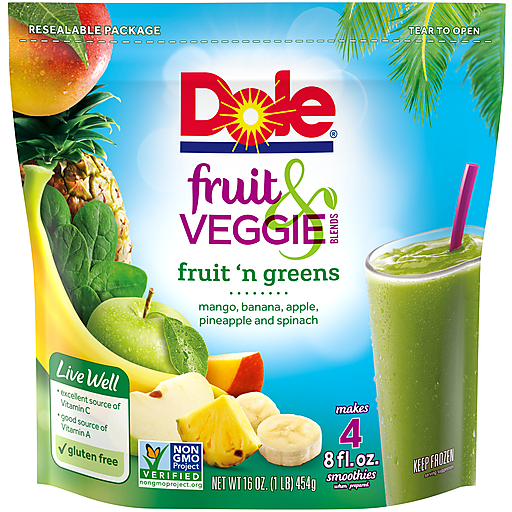 RESEALABLE PACKAGE
TEAR TO OPEN
Dole®
fruit &
VEGGIE
BLENDS
fruit 'n greens
mango, banana, apple,
pineapple and spinach
Live Well
• excellent source of
Vitamin C
• good source of
Vitamin A
✓ gluten free
NON
GMO
Project
VERIFIED
nongmoproject.org
makes
4
8 fl. oz.
smoothies
when prepared.
NET WT 16 OZ. (1 LB) 454g
KEEP FROZEN
serving suggestion